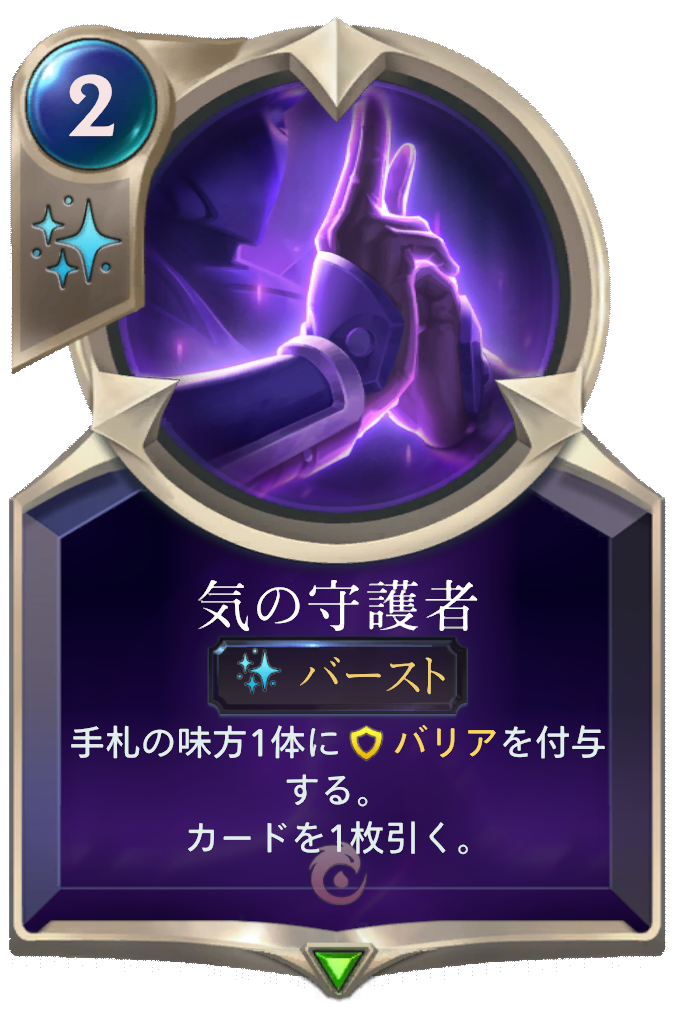 2
気の守護者
バースト
手札の味方1体に バリアを付与
する。
カードを1枚引く。